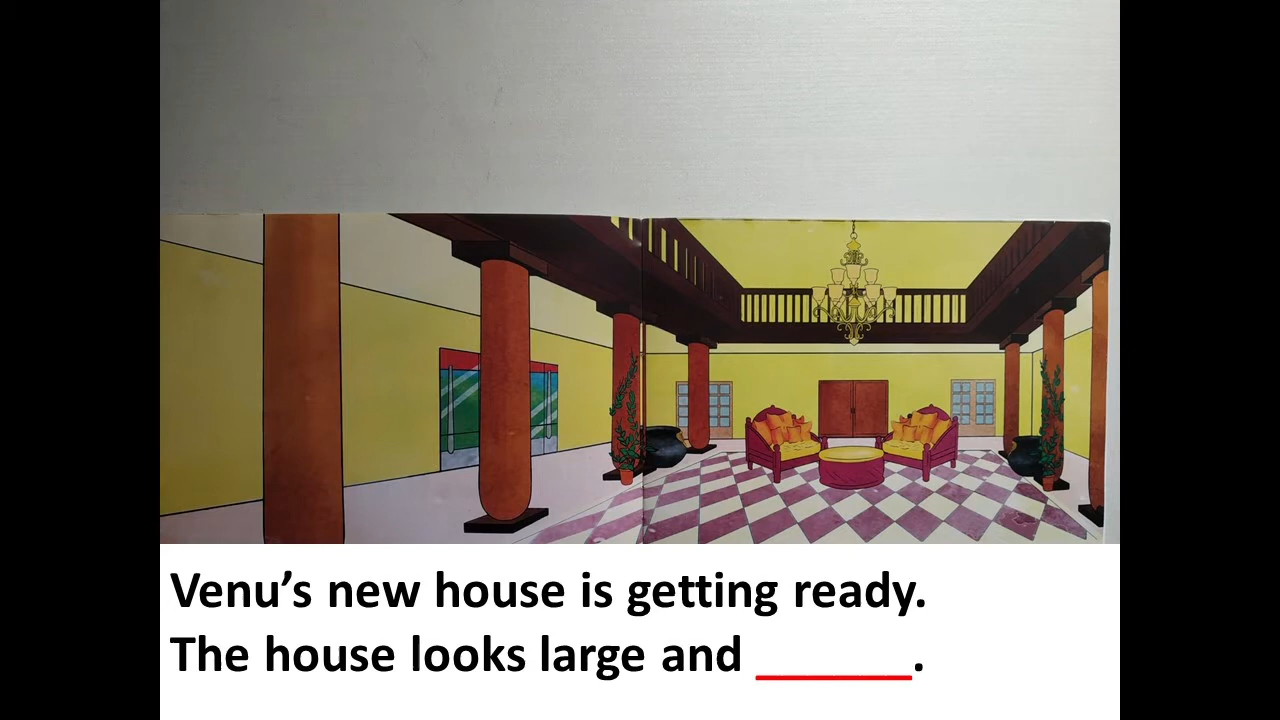 Venu’s new house is getting ready.
The house looks large and ______.